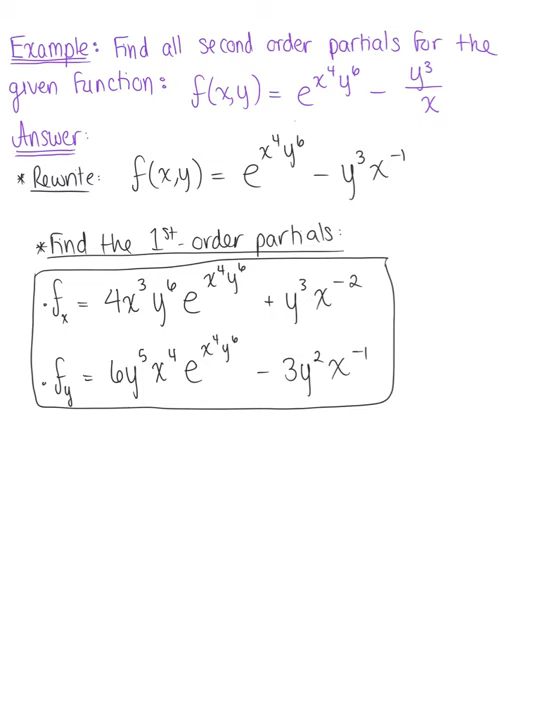 Example: Find all second order partials for the
given function: f(x,y) = e^{x^4y^6} - y^3/x
Answer:
*Rewrite: f(x,y) = e^{x^4y^6} - y^3x^{-1}
*Find the 1st-order partials:
• f_x = 4x^3y^6e^{x^4y^6} + y^3x^{-2}
• f_y = 6y^5x^4e^{x^4y^6} - 3y^2x^{-1}